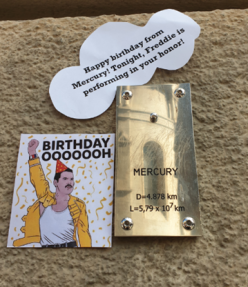 Happy birthday from
Mercury! Tonight, Freddie is
performing in your honor!
BIRTHDAY
OOOOOOH
MERCURY
D=4.878 km
L=5,79 x 10⁷ km